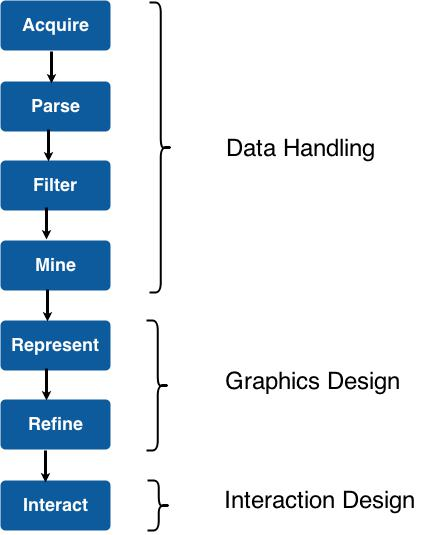 Acquire
Parse
Filter
Mine
Represent
Refine
Interact
Data Handling
Graphics Design
Interaction Design